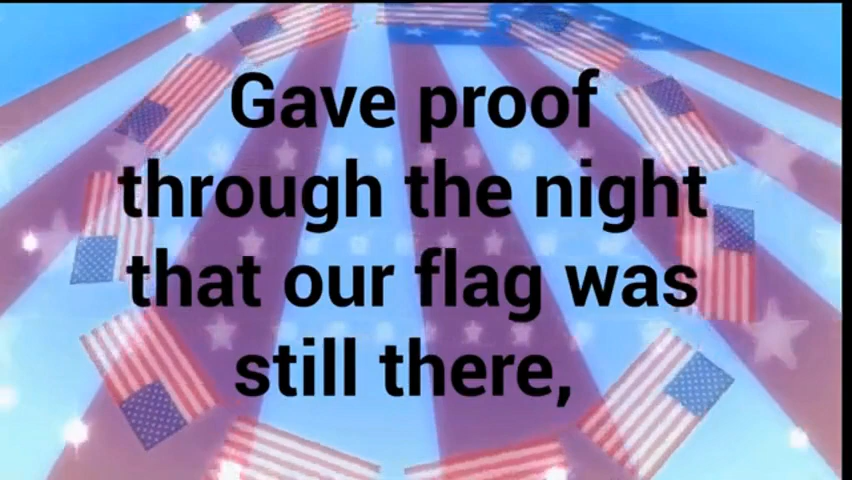 Gave proof
through the night
that our flag was
still there,